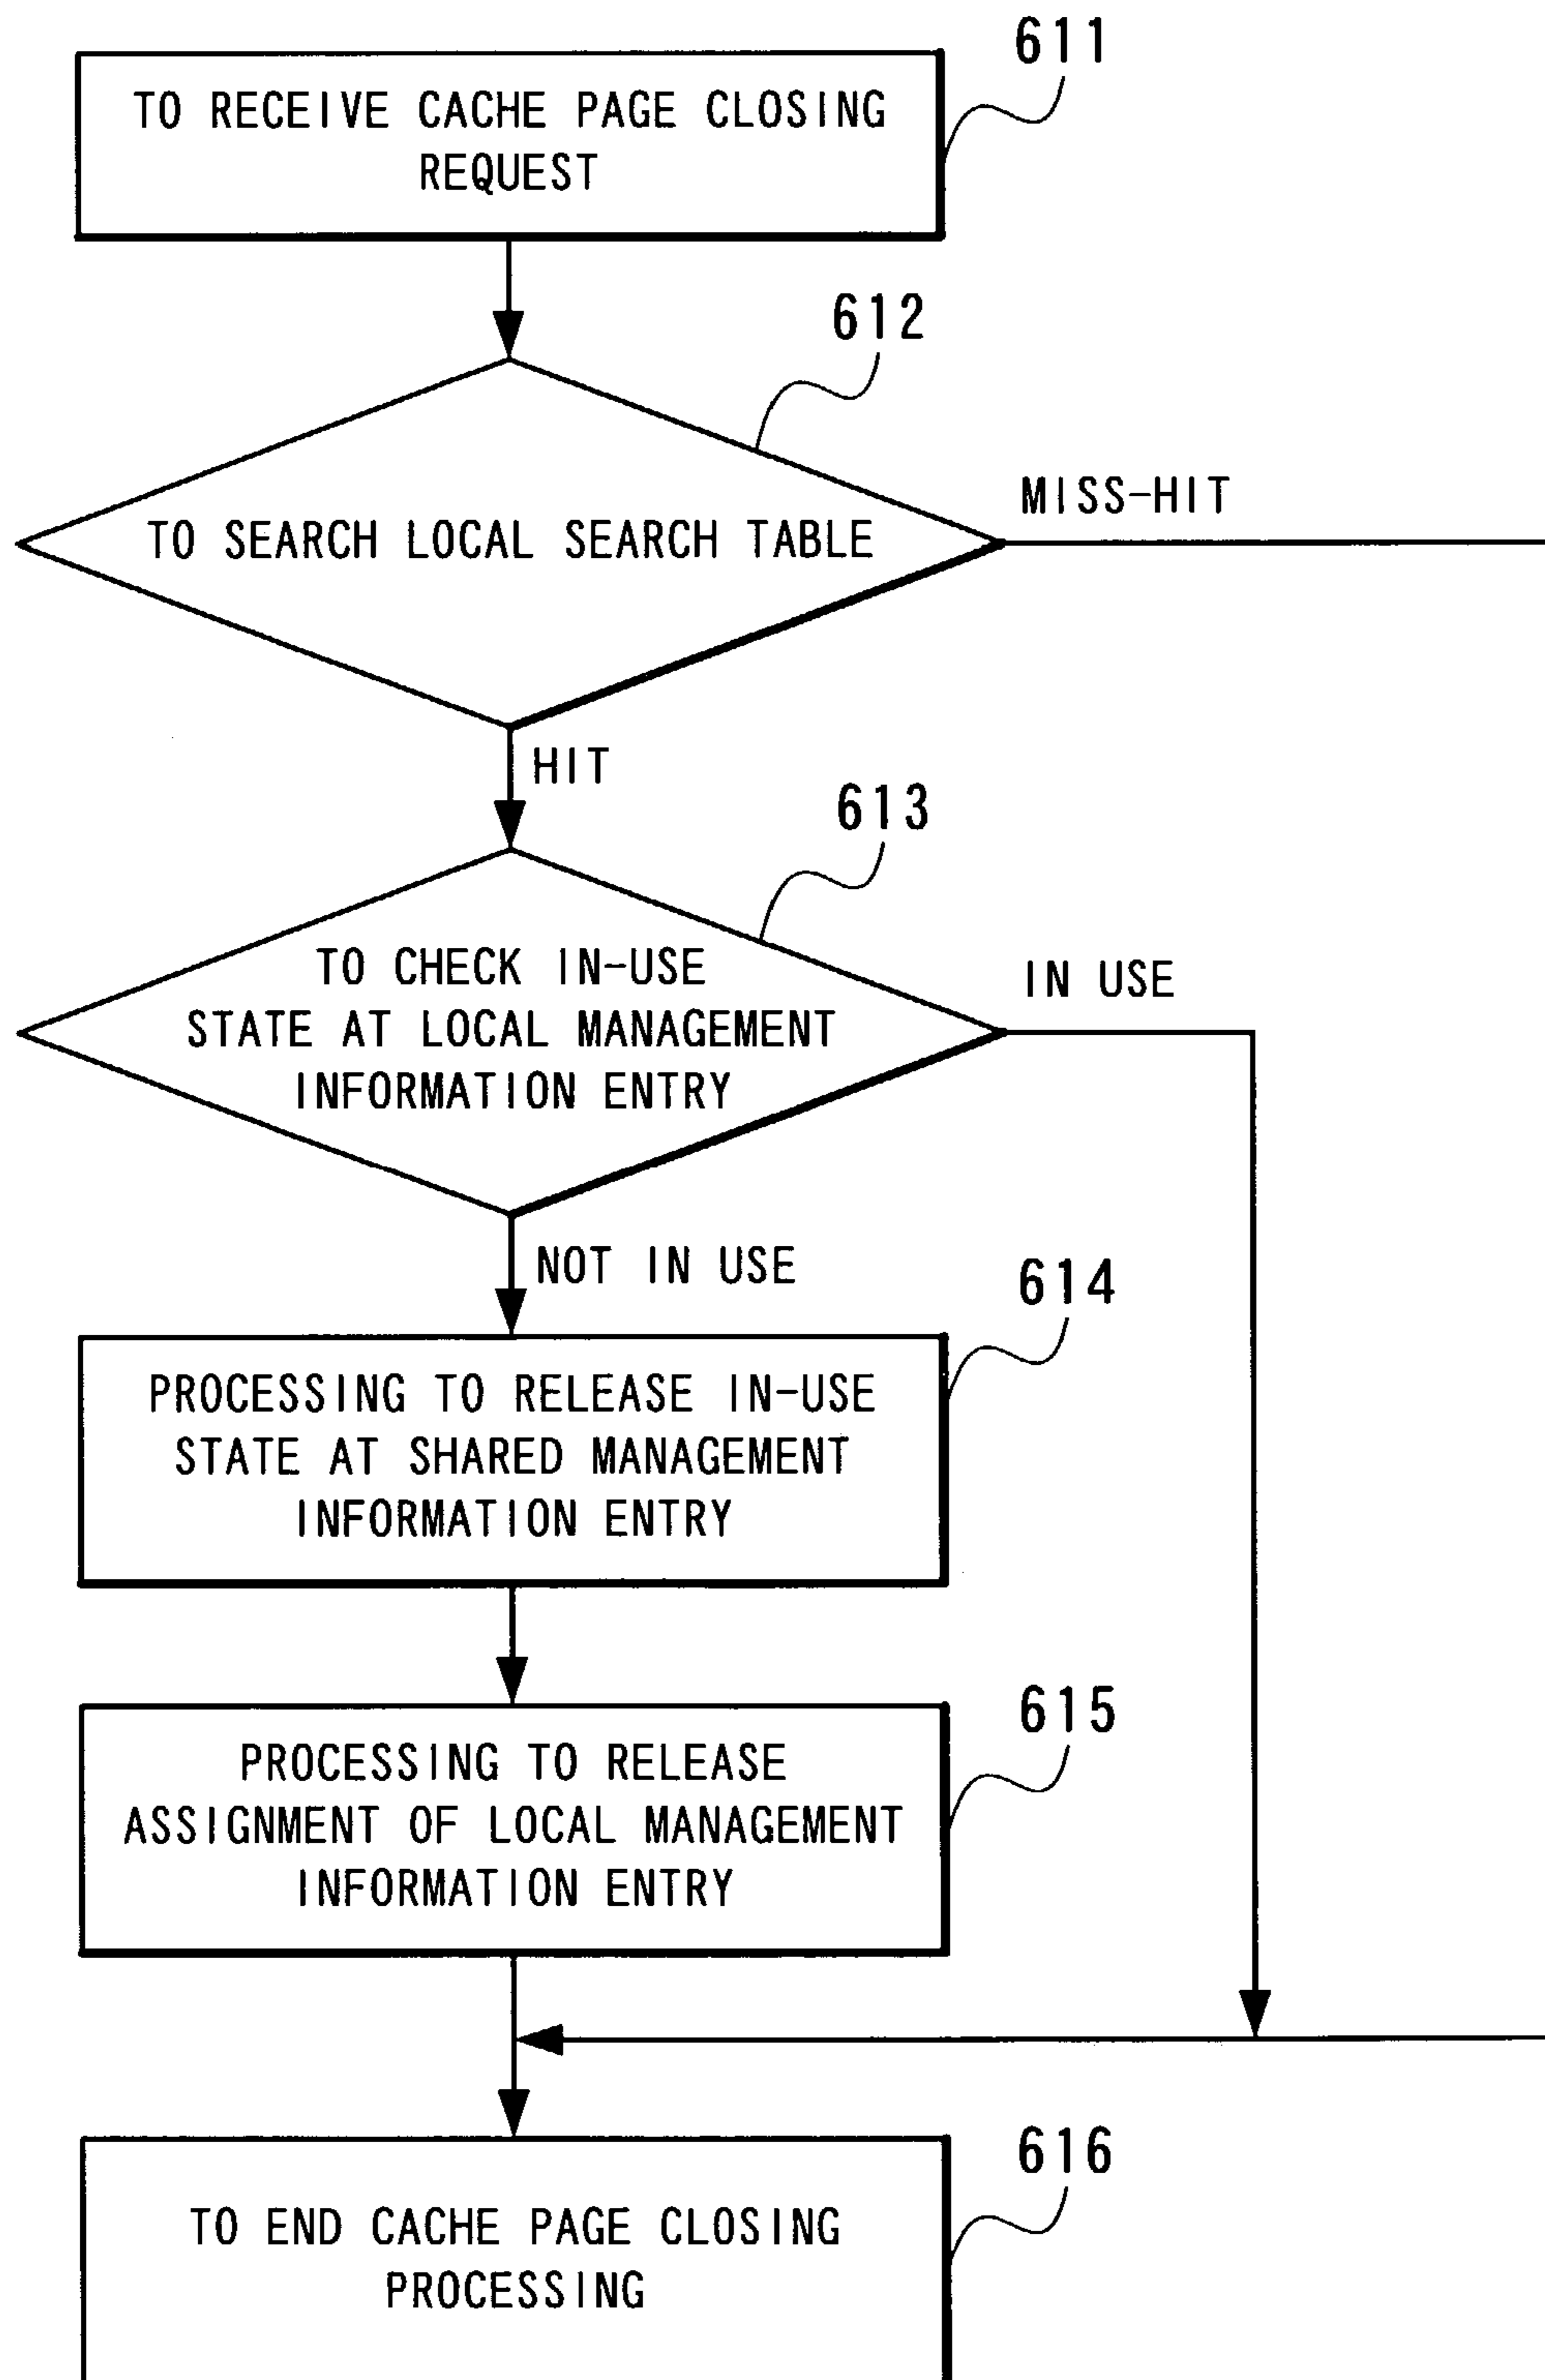 611
TO RECEIVE CACHE PAGE CLOSING
REQUEST
612
MISS-HIT
TO SEARCH LOCAL SEARCH TABLE
HIT
613
TO CHECK IN-USE
IN USE
STATE AT LOCAL MANAGEMENT
INFORMATION ENTRY
NOT IN USE
614
PROCESSING TO RELEASE IN-USE
STATE AT SHARED MANAGEMENT
INFORMATION ENTRY
615
PROCESSING TO RELEASE
ASSIGNMENT OF LOCAL MANAGEMENT
INFORMATION ENTRY
616
TO END CACHE PAGE CLOSING
PROCESSING